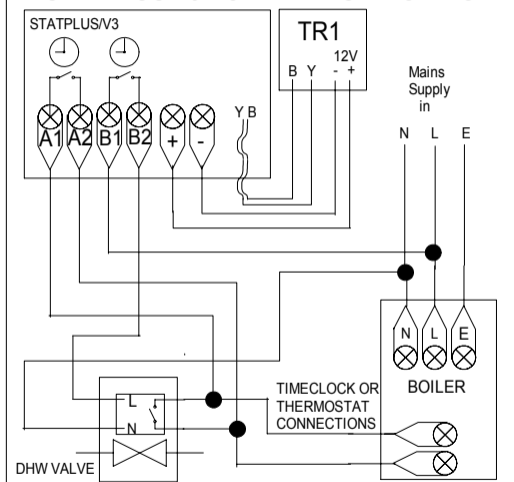 STATPLUS/V3
TR1
12V
B Y - +
Mains
Supply
in
A1 A2 B1 B2 + -
Y B
N L E
N L E
BOILER
TIMECLOCK OR
THERMOSTAT
CONNECTIONS
L
N
DHW VALVE